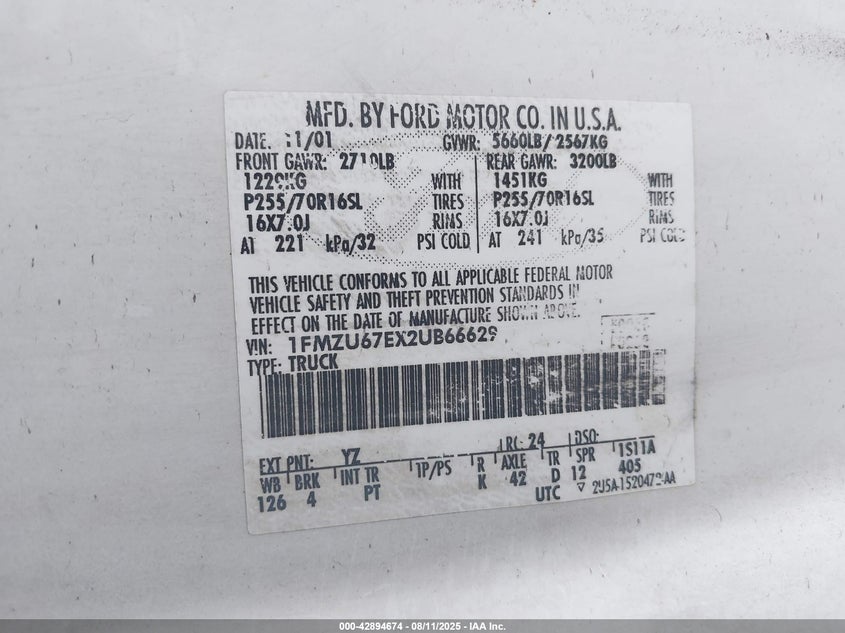 MFD. BY FORD MOTOR CO. IN U.S.A.
DATE: 11/01 GVWR: 5660LB/2567KG
FRONT GAWR: 2710LB REAR GAWR: 3200LB
1229KG WITH 1451KG WITH
P255/70R16SL TIRES P255/70R16SL TIRES
16X7.0J RIMS 16X7.0J RIMS
AT 221 kPa/32 PSI COLD AT 241 kPa/35 PSI COLD
THIS VEHICLE CONFORMS TO ALL APPLICABLE FEDERAL MOTOR
VEHICLE SAFETY AND THEFT PREVENTION STANDARDS IN
EFFECT ON THE DATE OF MANUFACTURE SHOWN ABOVE.
VIN: 1FMZU67EX2UB66629
TYPE: TRUCK
EXT PNT: YZ RC: 24 DSO:
WB BRK INT TR TP/PS R AXLE TR SPR 1S11A
126 4 PT K 42 D 12 405
UTC
000-42894674 - 08/11/2025 - IAA Inc.